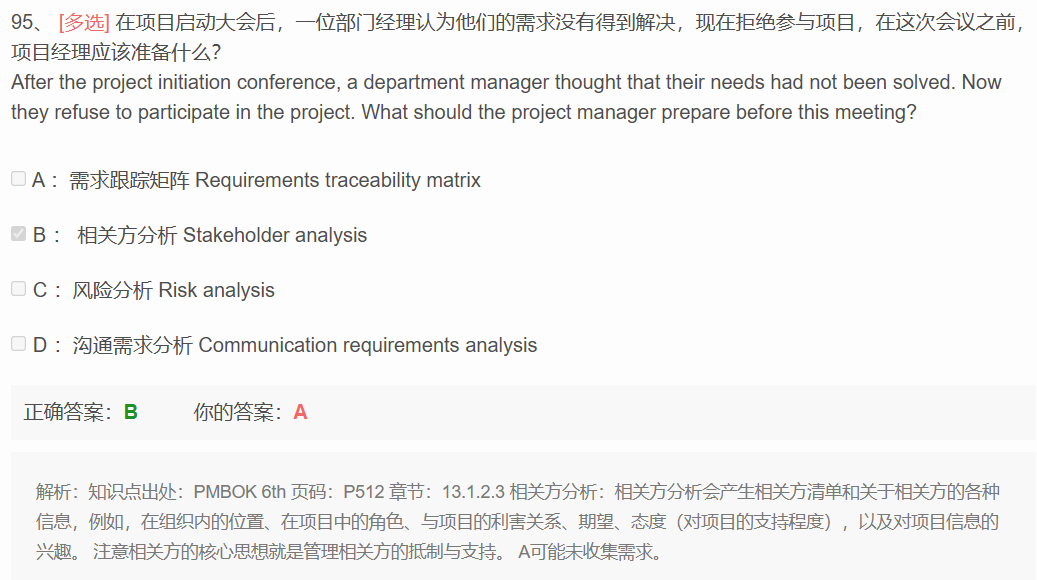 95、 [多选] 在项目启动大会后，一位部门经理认为他们的需求没有得到解决，现在拒绝参与项目，在这次会议之前，
项目经理应该准备什么?
After the project initiation conference, a department manager thought that their needs had not been solved. Now
they refuse to participate in the project. What should the project manager prepare before this meeting?
A： 需求跟踪矩阵 Requirements traceability matrix
B： 相关方分析 Stakeholder analysis
C： 风险分析 Risk analysis
D： 沟通需求分析 Communication requirements analysis
正确答案：B 你的答案：A
解析：知识点出处：PMBOK 6th 页码：P512 章节：13.1.2.3 相关方分析：相关方分析会产生相关方清单和关于相关方的各种
信息，例如，在组织内的位置、在项目中的角色、与项目的利害关系、期望、态度（对项目的支持程度），以及对项目信息的
兴趣。 注意相关方的核心思想就是管理相关方的抵制与支持。 A可能未收集需求。